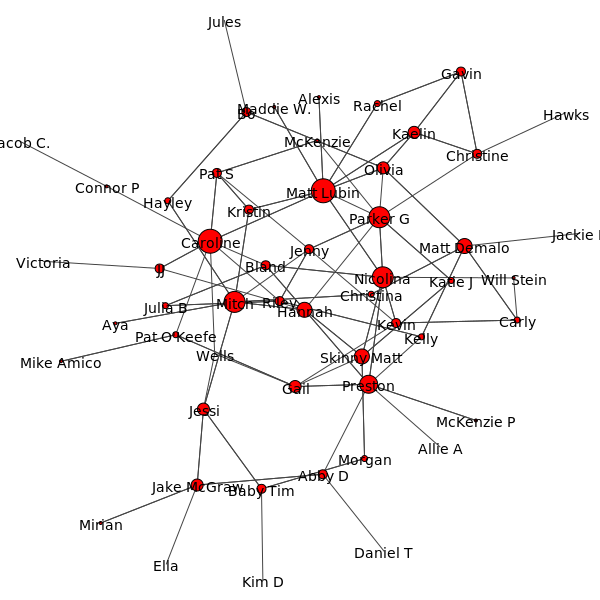 Jules
Gavin
Maddie W.
Alexis
Rachel
Bo
Hawks
Kaelin
McKenzie
acob C.
Christine
Olivia
Pat S
Connor P
Matt Lubin
Hayley
Kristin
Parker G
Jackie
Caroline
Matt Demalo
Jenny
Victoria
JJ
Bland
Nicolina
Katie J
Will Stein
Christina
Mitch
Riley
Julia B
Hannah
Carly
Aya
Kevin
Pat O'Keefe
Kelly
Wells
Skinny Matt
Mike Amico
Gail
Preston
Jessi
McKenzie P
Allie A
Morgan
Abby D
Jake McGraw
Baby Tim
Mirian
Daniel T
Ella
Kim D